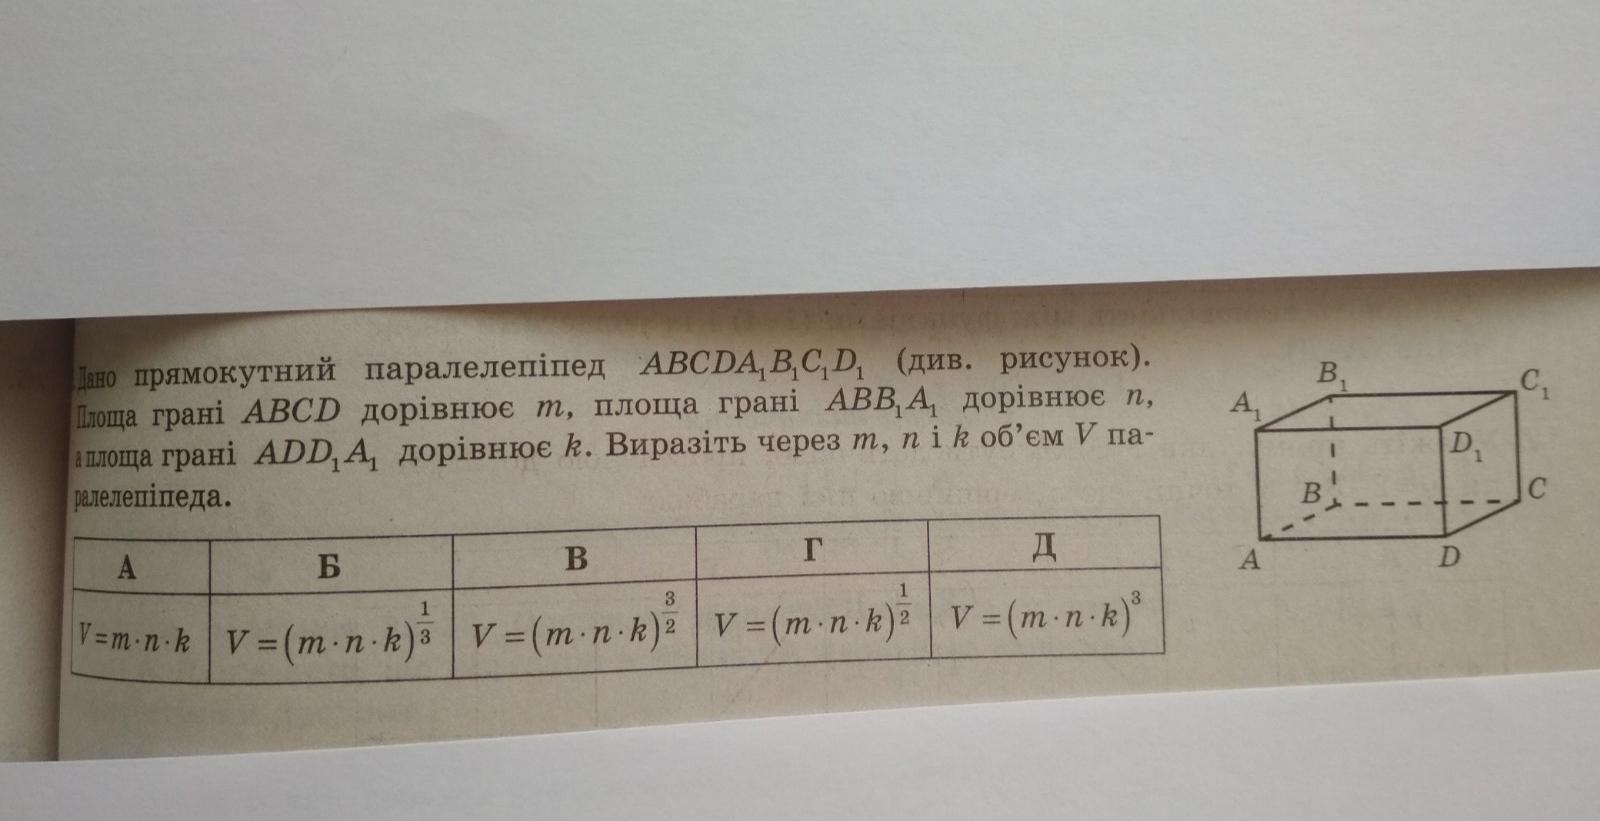 Дано прямокутний паралелепіпед ABCDA₁B₁C₁D₁ (див. рисунок).
Площа грані ABCD дорівнює m, площа грані ABB₁A₁ дорівнює n,
а площа грані ADD₁A₁ дорівнює k. Виразіть через m, n і k об’єм V па-
ралелепіпеда.
А Б В Г Д
V = m · n · k V = (m · n · k)^(1/3) V = (m · n · k)^(3/2) V = (m · n · k)^(1/2) V = (m · n · k)³
B₁ C₁
A₁ D₁
B C
A D